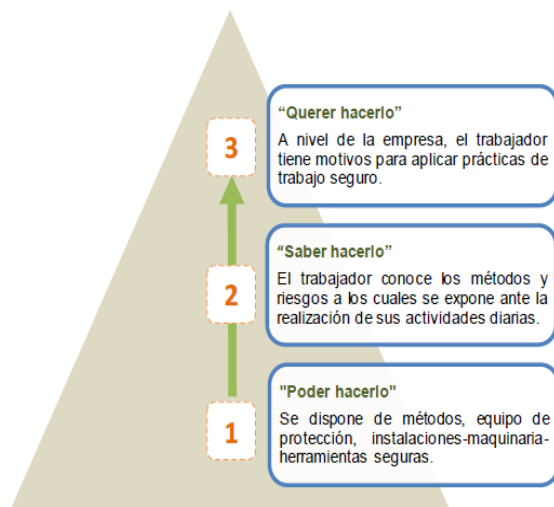 3
“Querer hacerlo”
A nivel de la empresa, el trabajador
tiene motivos para aplicar prácticas de
trabajo seguro.
2
“Saber hacerlo”
El trabajador conoce los métodos y
riesgos a los cuales se expone ante la
realización de sus actividades diarias.
1
"Poder hacerlo"
Se dispone de métodos, equipo de
protección, instalaciones-maquinaria-
herramientas seguras.